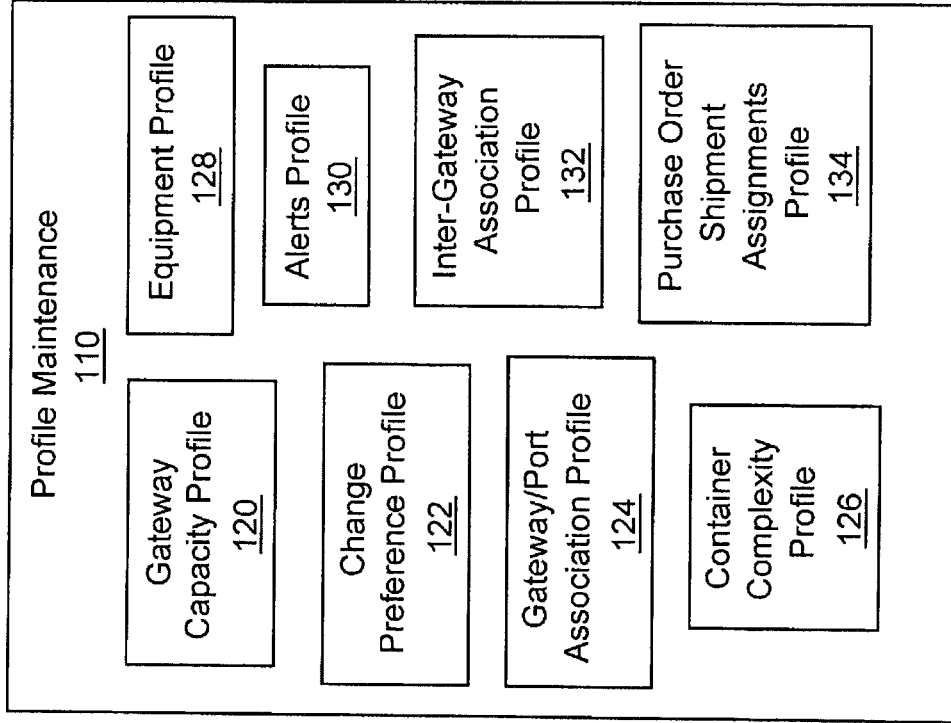 Profile Maintenance
110
Gateway
Capacity Profile
120
Change
Preference Profile
122
Gateway/Port
Association Profile
124
Container
Complexity
Profile
126
Equipment Profile
128
Alerts Profile
130
Inter-Gateway
Association
Profile
132
Purchase Order
Shipment
Assignments
Profile
134